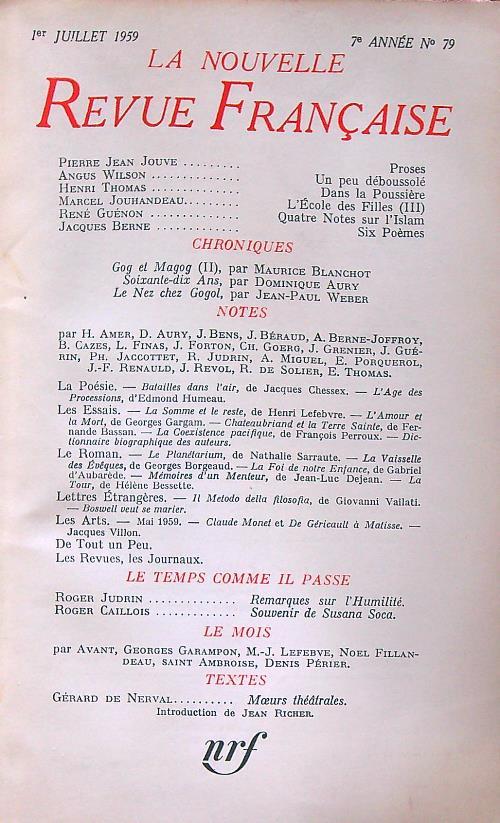 1er JUILLET 1959 7e ANNÉE No 79
LA NOUVELLE
REVUE FRANÇAISE
PIERRE JEAN JOUVE ......... Proses
ANGUS WILSON .............. Un peu déboussolé
HENRI THOMAS .............. Dans la Poussière
MARCEL JOUHANDEAU......... L'École des Filles (III)
RENÉ GUÉNON .............. Quatre Notes sur l'Islam
JACQUES BERNE ............. Six Poèmes
CHRONIQUES
Gog et Magog (II), par MAURICE BLANCHOT
Soixante-dix Ans, par DOMINIQUE AURY
Le Nez chez Gogol, par JEAN-PAUL WEBER
NOTES
par H. AMER, D. AURY, J. BENS, J. BÉRAUD, A. BERNE-JOFFROY,
B. CAZES, L. FINAS, J. FORTON, CH. GOERG, J. GRENIER, J. GUÉ-
RIN, PH. JACCOTTET, R. JUDRIN, A. MIGUEL, E. PORQUEROL,
J.-F. RENAULD, J. REVOL, R. DE SOLIER, E. THOMAS.
La Poésie. — Batailles dans l'air, de Jacques Chessex. — L'Age des
Processions, d'Edmond Humeau.
Les Essais. — La Somme et le reste, de Henri Lefebvre. — L'Amour et
la Mort, de Georges Gargam. — Chateaubriand et la Terre Sainte, de Fer-
nande Bassan. — La Coexistence pacifique, de François Perroux. — Dic-
tionnaire biographique des auteurs.
Le Roman. — Le Planétarium, de Nathalie Sarraute. — La Vaisselle
des Évêques, de Georges Borgeaud. — La Foi de notre Enfance, de Gabriel
d'Aubarède. — Mémoires d'un Menteur, de Jean-Luc Dejean. — La
Tour, de Hélène Bessette.
Lettres Étrangères. — Il Metodo della filosofia, de Giovanni Vailati.
— Boswell veut se marier.
Les Arts. — Mai 1959. — Claude Monet et De Géricault à Matisse. —
Jacques Villon.
De Tout un Peu.
Les Revues, les Journaux.
LE TEMPS COMME IL PASSE
ROGER JUDRIN ............... Remarques sur l'Humilité.
ROGER CAILLOIS ............. Souvenir de Susana Soca.
LE MOIS
par AVANT, GEORGES GARAMPON, M.-J. LEFEBVE, NOEL FILLAN-
DEAU, SAINT AMBROISE, DENIS PÉRIER.
TEXTES
GÉRARD DE NERVAL.......... Mœurs théâtrales.
Introduction de JEAN RICHER.
nrf